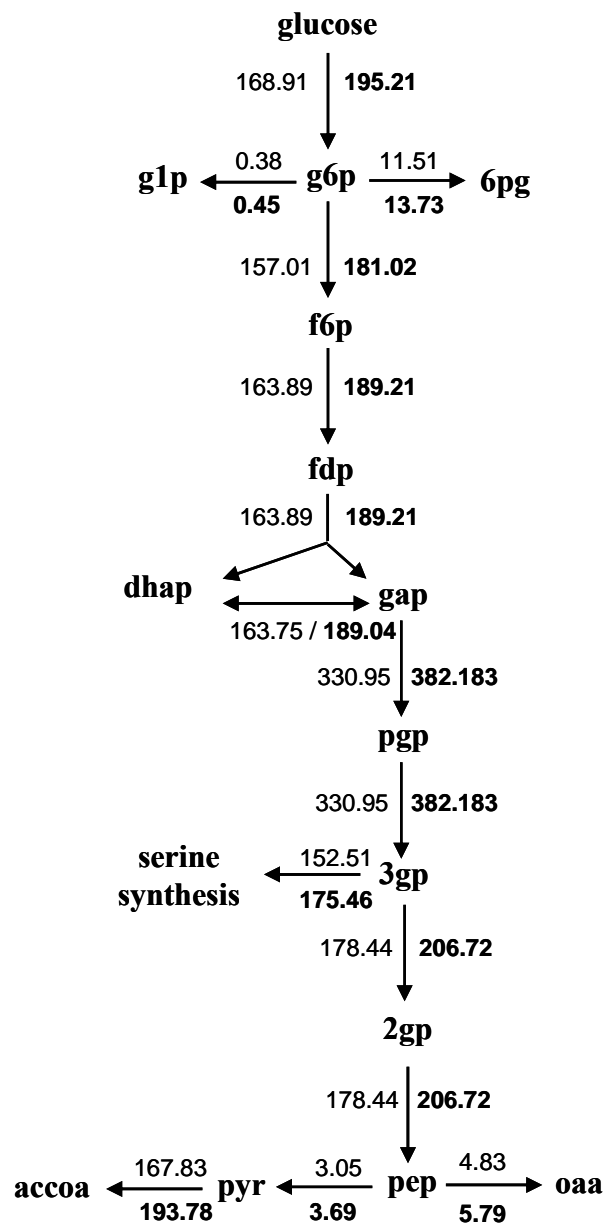 glucose
168.91 195.21
0.38 11.51
g1p g6p 6pg
0.45 13.73
157.01 181.02
f6p
163.89 189.21
fdp
163.89 189.21
dhap gap
163.75 / 189.04
330.95 382.183
pgp
330.95 382.183
serine 152.51 3gp
synthesis 175.46
178.44 206.72
2gp
178.44 206.72
167.83 3.05 4.83
accoa pyr pep oaa
193.78 3.69 5.79